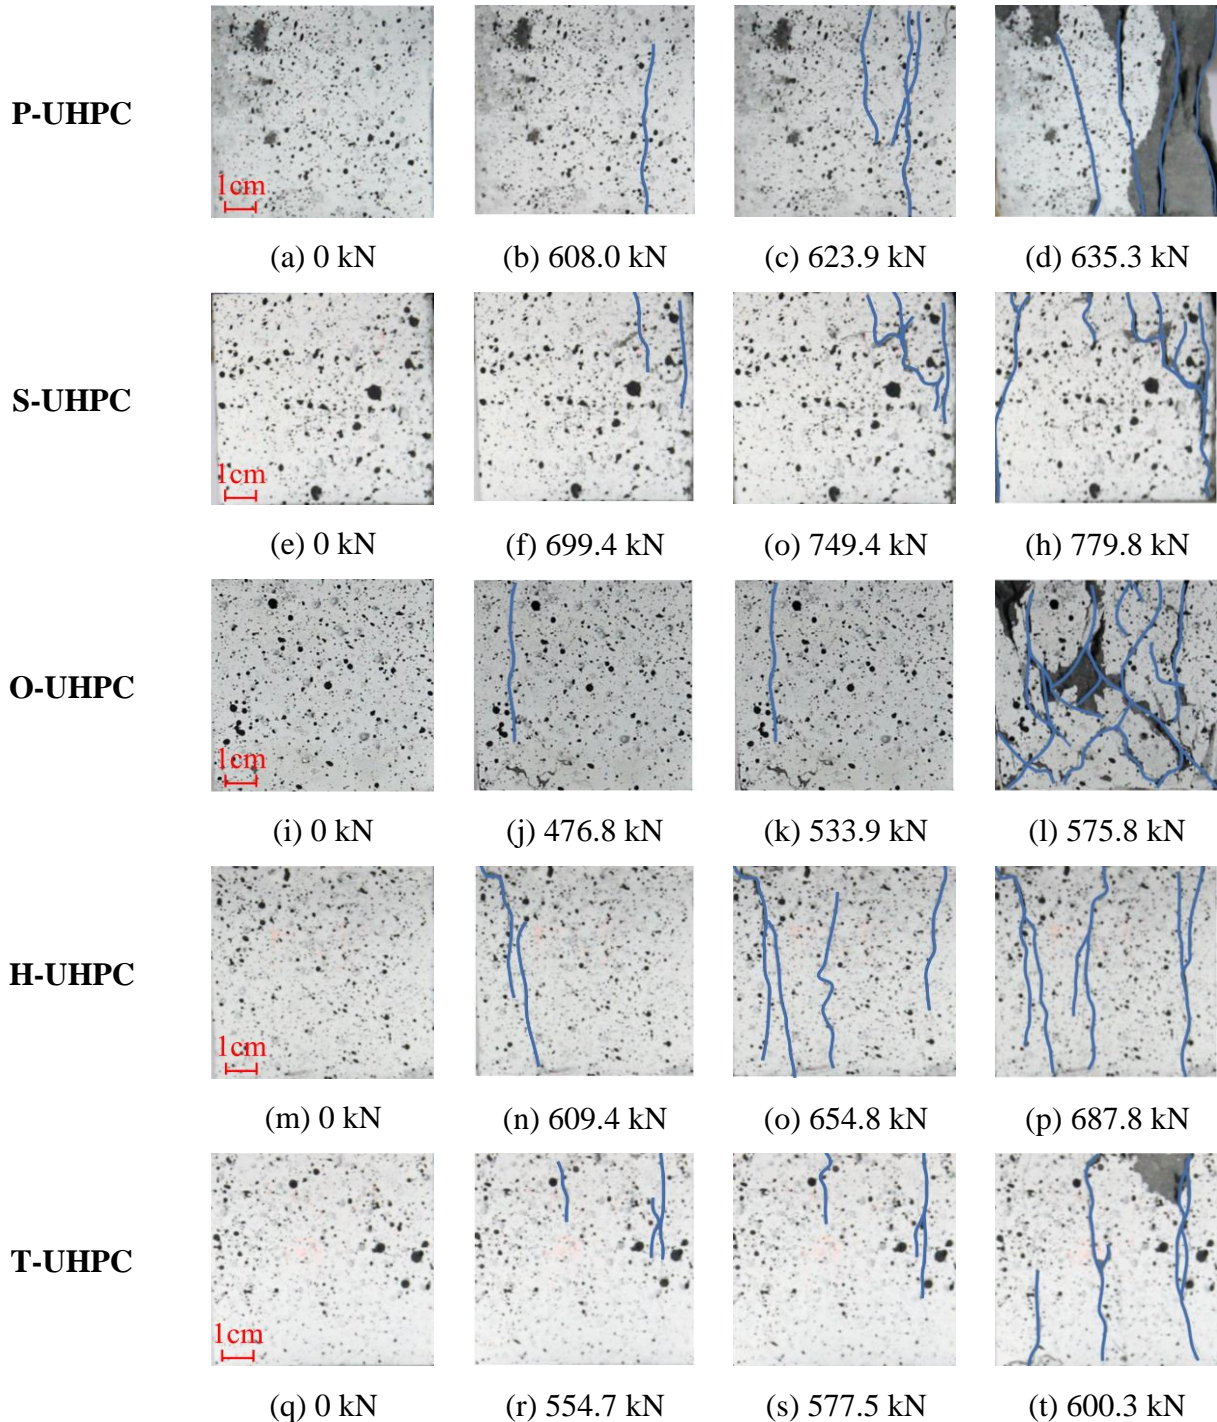 P-UHPC
1cm
(a) 0 kN (b) 608.0 kN (c) 623.9 kN (d) 635.3 kN
S-UHPC
1cm
(e) 0 kN (f) 699.4 kN (o) 749.4 kN (h) 779.8 kN
O-UHPC
1cm
(i) 0 kN (j) 476.8 kN (k) 533.9 kN (l) 575.8 kN
H-UHPC
1cm
(m) 0 kN (n) 609.4 kN (o) 654.8 kN (p) 687.8 kN
T-UHPC
1cm
(q) 0 kN (r) 554.7 kN (s) 577.5 kN (t) 600.3 kN